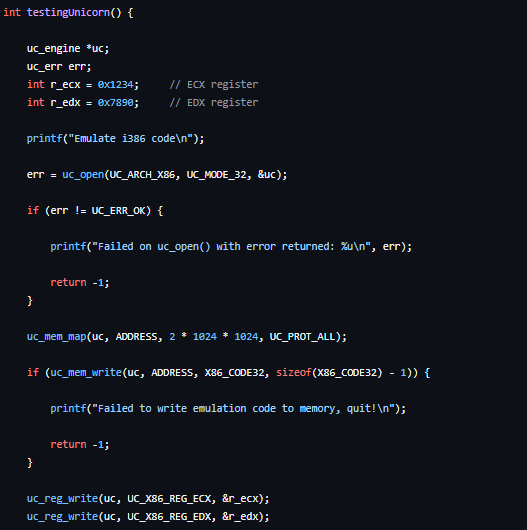 int testingUnicorn() {
uc_engine *uc;
uc_err err;
int r_ecx = 0x1234;     // ECX register
int r_edx = 0x7890;     // EDX register
printf("Emulate i386 code\n");
err = uc_open(UC_ARCH_X86, UC_MODE_32, &uc);
if (err != UC_ERR_OK) {
printf("Failed on uc_open() with error returned: %u\n", err);
return -1;
}
uc_mem_map(uc, ADDRESS, 2 * 1024 * 1024, UC_PROT_ALL);
if (uc_mem_write(uc, ADDRESS, X86_CODE32, sizeof(X86_CODE32) - 1)) {
printf("Failed to write emulation code to memory, quit!\n");
return -1;
}
uc_reg_write(uc, UC_X86_REG_ECX, &r_ecx);
uc_reg_write(uc, UC_X86_REG_EDX, &r_edx);